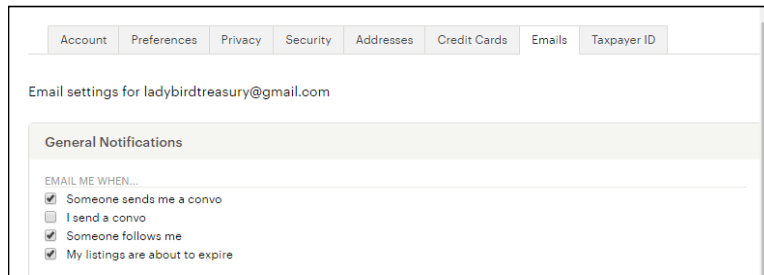 Account Preferences Privacy Security Addresses Credit Cards Emails Taxpayer ID
Email settings for ladybirdtreasury@gmail.com
General Notifications
EMAIL ME WHEN...
Someone sends me a convo
I send a convo
Someone follows me
My listings are about to expire